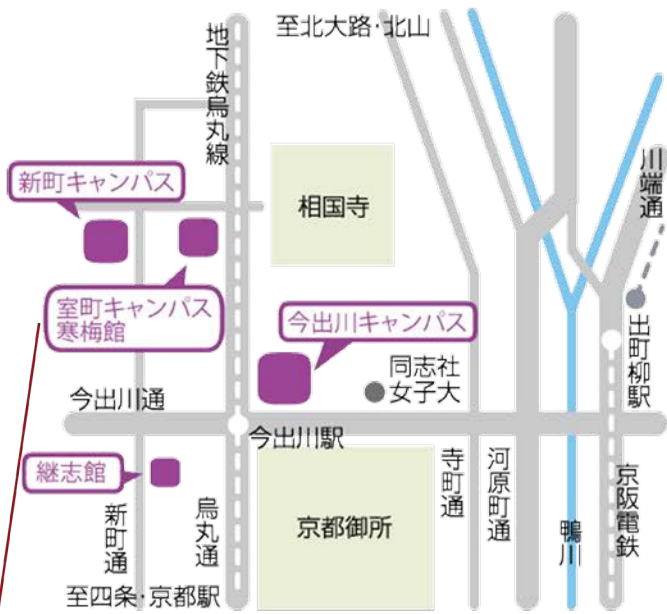 至北大路・北山
地下鉄烏丸線
川端通
新町キャンパス
相国寺
室町キャンパス
寒梅館
今出川キャンパス
出町柳駅
同志社
女子大
今出川通
今出川駅
継志館
寺町通
河原町通
京阪電鉄
新町通
烏丸通
京都御所
鴨川
至四条・京都駅